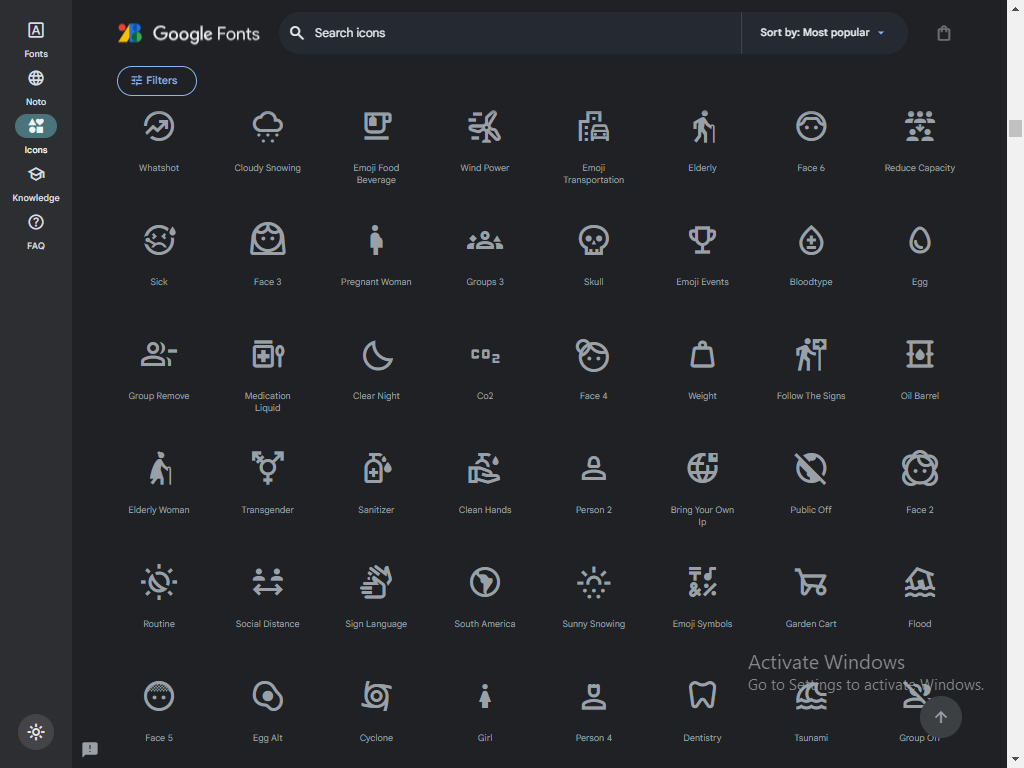 Google Fonts
Search icons
Sort by: Most popular
Fonts
Noto
Icons
Knowledge
FAQ
Filters
Whatshot
Cloudy Snowing
Emoji Food
Beverage
Wind Power
Emoji
Transportation
Elderly
Face 6
Reduce Capacity
Sick
Face 3
Pregnant Woman
Groups 3
Skull
Emoji Events
Bloodtype
Egg
Group Remove
Medication
Liquid
Clear Night
CO2
Co2
Face 4
Weight
Follow The Signs
Oil Barrel
Elderly Woman
Transgender
Sanitizer
Clean Hands
Person 2
Bring Your Own
Ip
Public Off
Face 2
Routine
Social Distance
Sign Language
South America
Sunny Snowing
Emoji Symbols
Garden Cart
Flood
Activate Windows
Go to Settings to activate Windows.
Face 5
Egg Alt
Cyclone
Girl
Person 4
Dentistry
Tsunami
Group